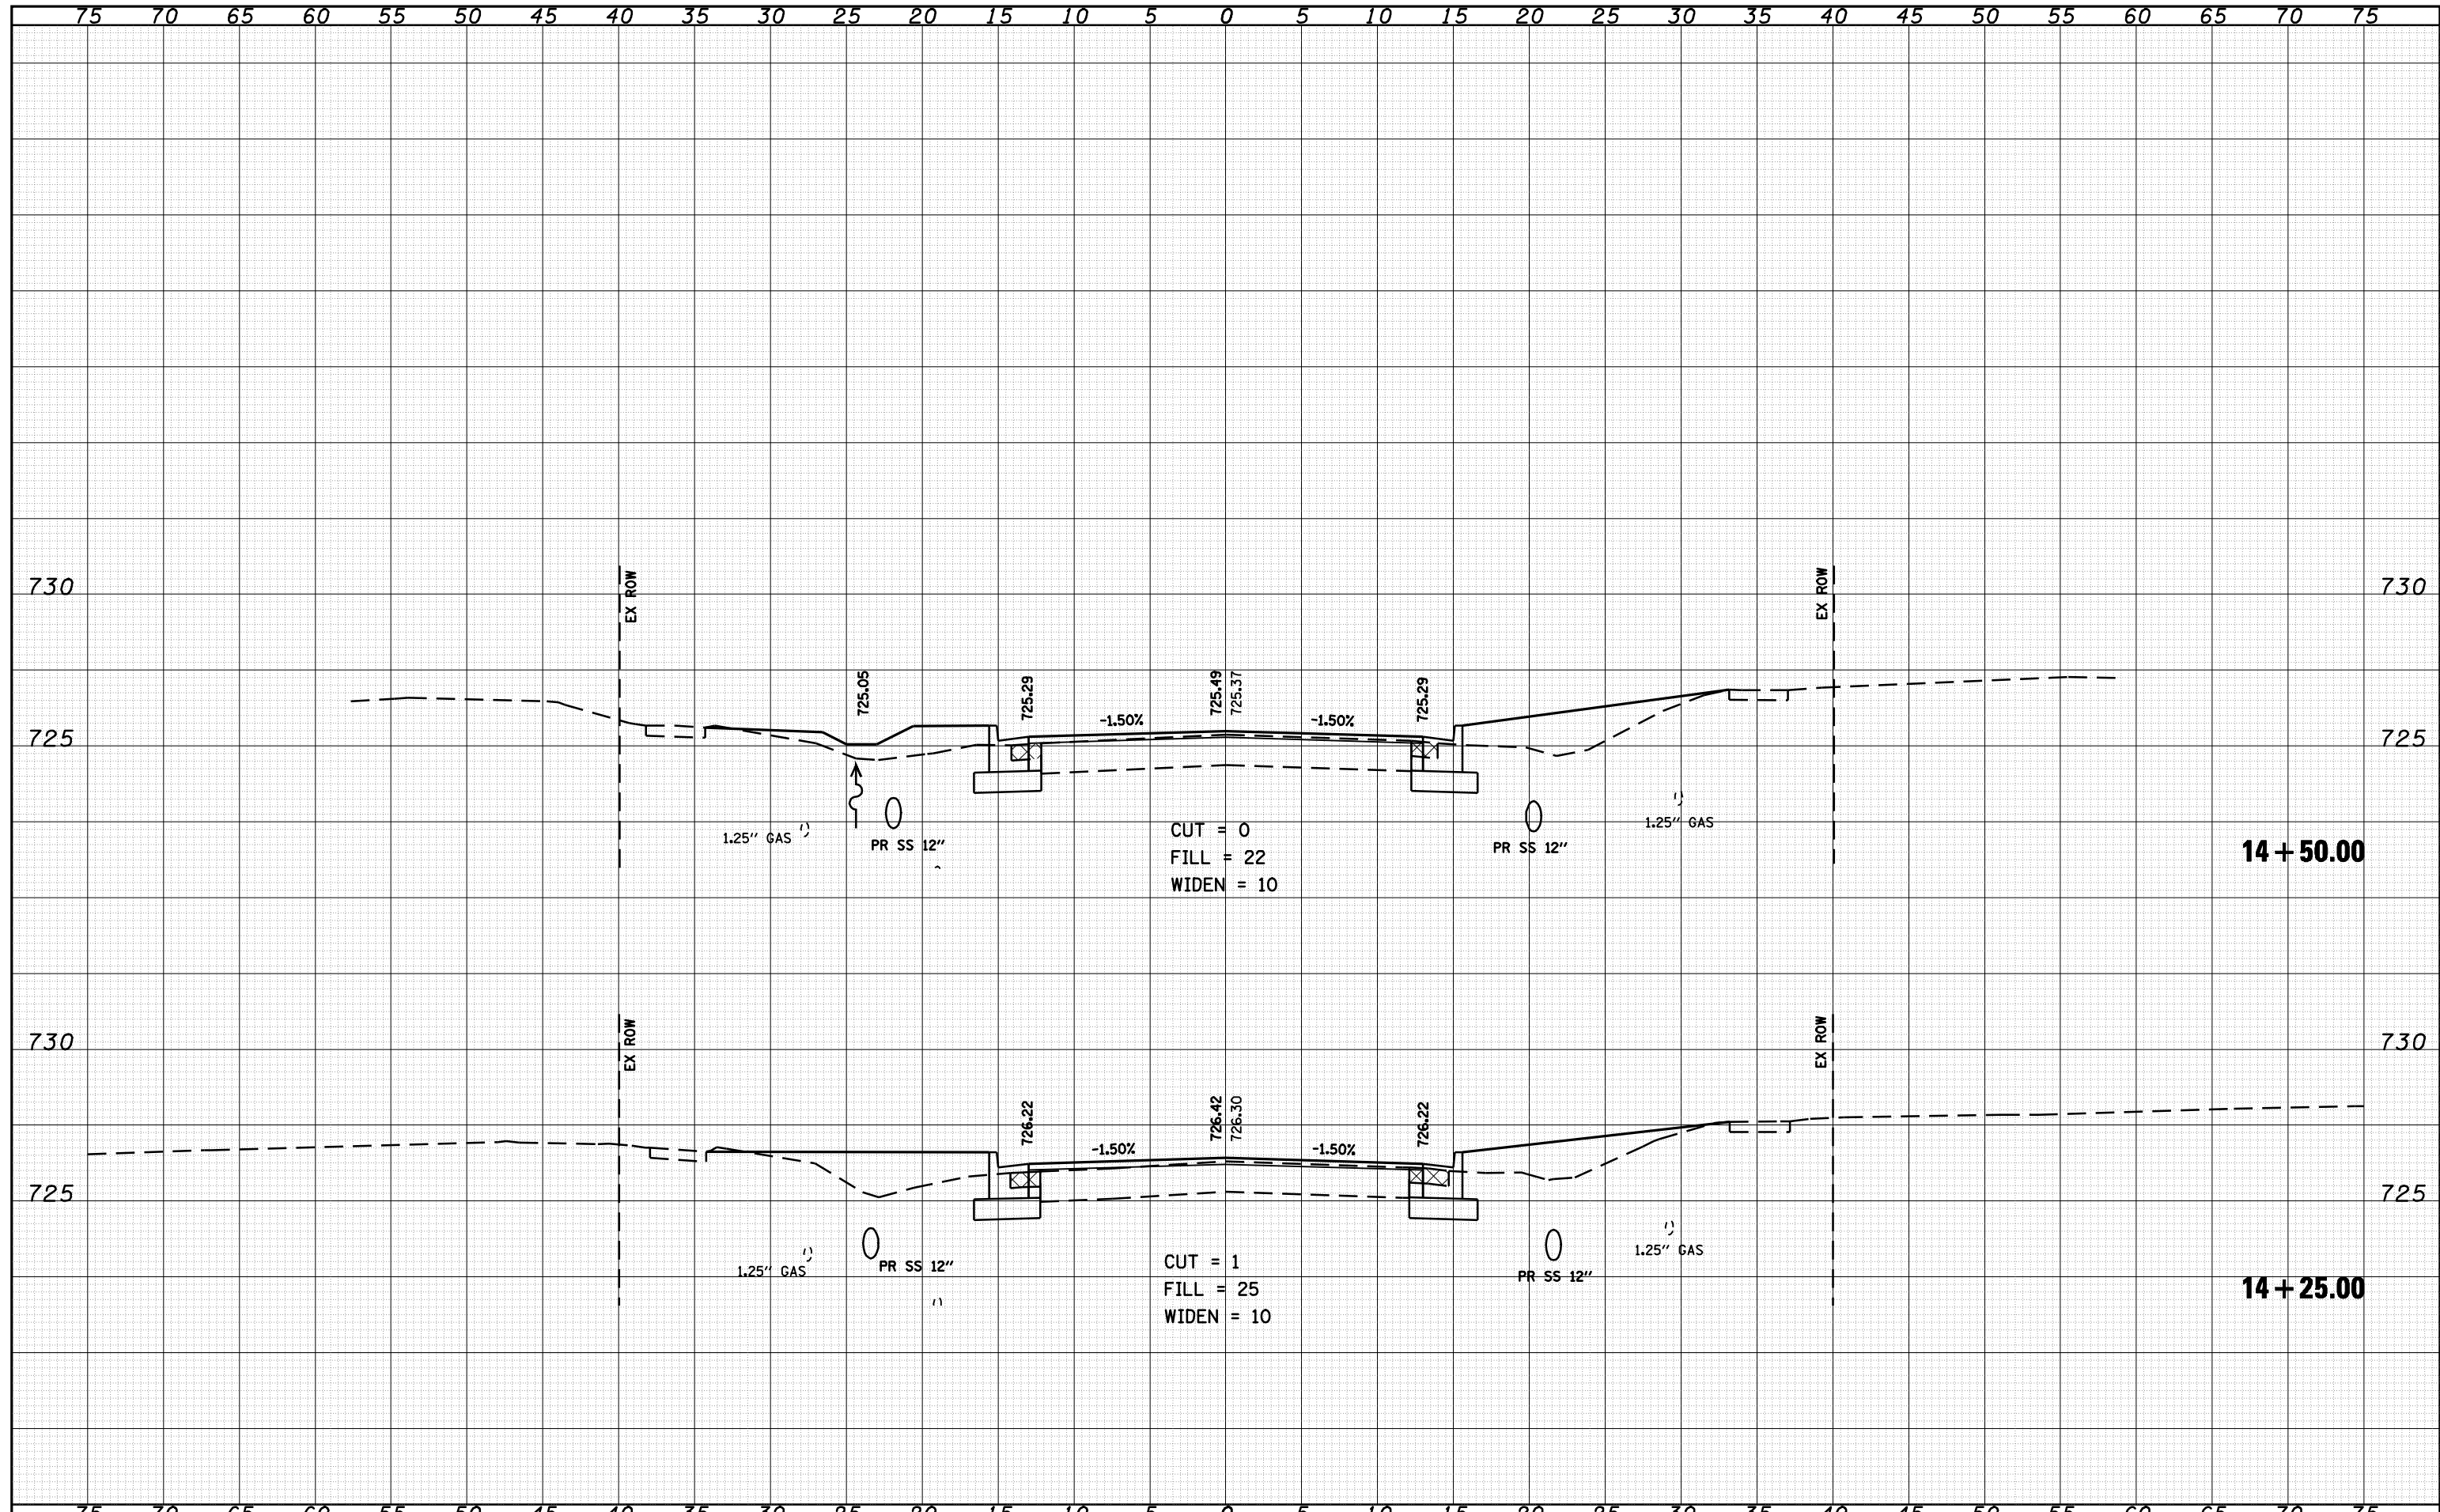 75 70 65 60 55 50 45 40 35 30 25 20 15 10 5 0 5 10 15 20 25 30 35 40 45 50 55 60 65 70 75
730 EX ROW EX ROW 730
725.05 725.29 725.49 725.37 725.29
-1.50% -1.50%
725 725
1.25" GAS PR SS 12" PR SS 12" 1.25" GAS
CUT = 0
FILL = 22
WIDEN = 10
14+50.00
730 EX ROW EX ROW 730
726.22 726.42 726.30 726.22
-1.50% -1.50%
725 725
1.25" GAS PR SS 12" PR SS 12" 1.25" GAS
CUT = 1
FILL = 25
WIDEN = 10
14+25.00
75 70 65 60 55 50 45 40 35 30 25 20 15 10 5 0 5 10 15 20 25 30 35 40 45 50 55 60 65 70 75